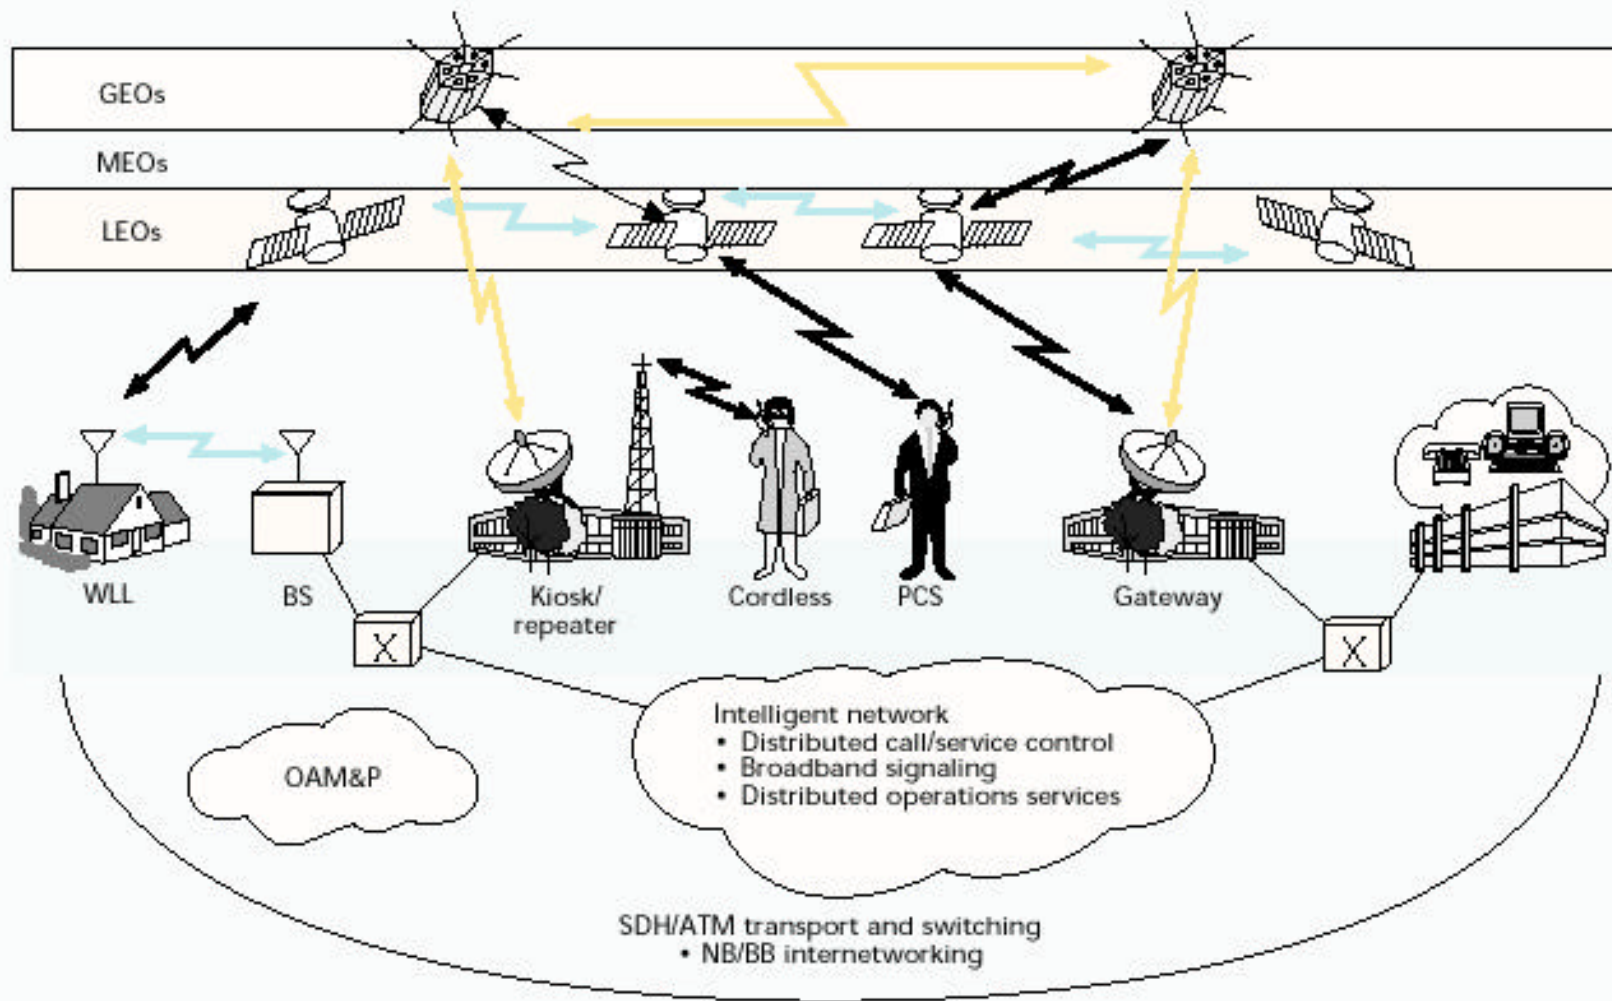 GEOs
MEOs
LEOs
WLL
BS
Kiosk/
repeater
Cordless
PCS
Gateway
X
X
Intelligent network
• Distributed call/service control
• Broadband signaling
• Distributed operations services
OAM&P
SDH/ATM transport and switching
• NB/BB internetworking